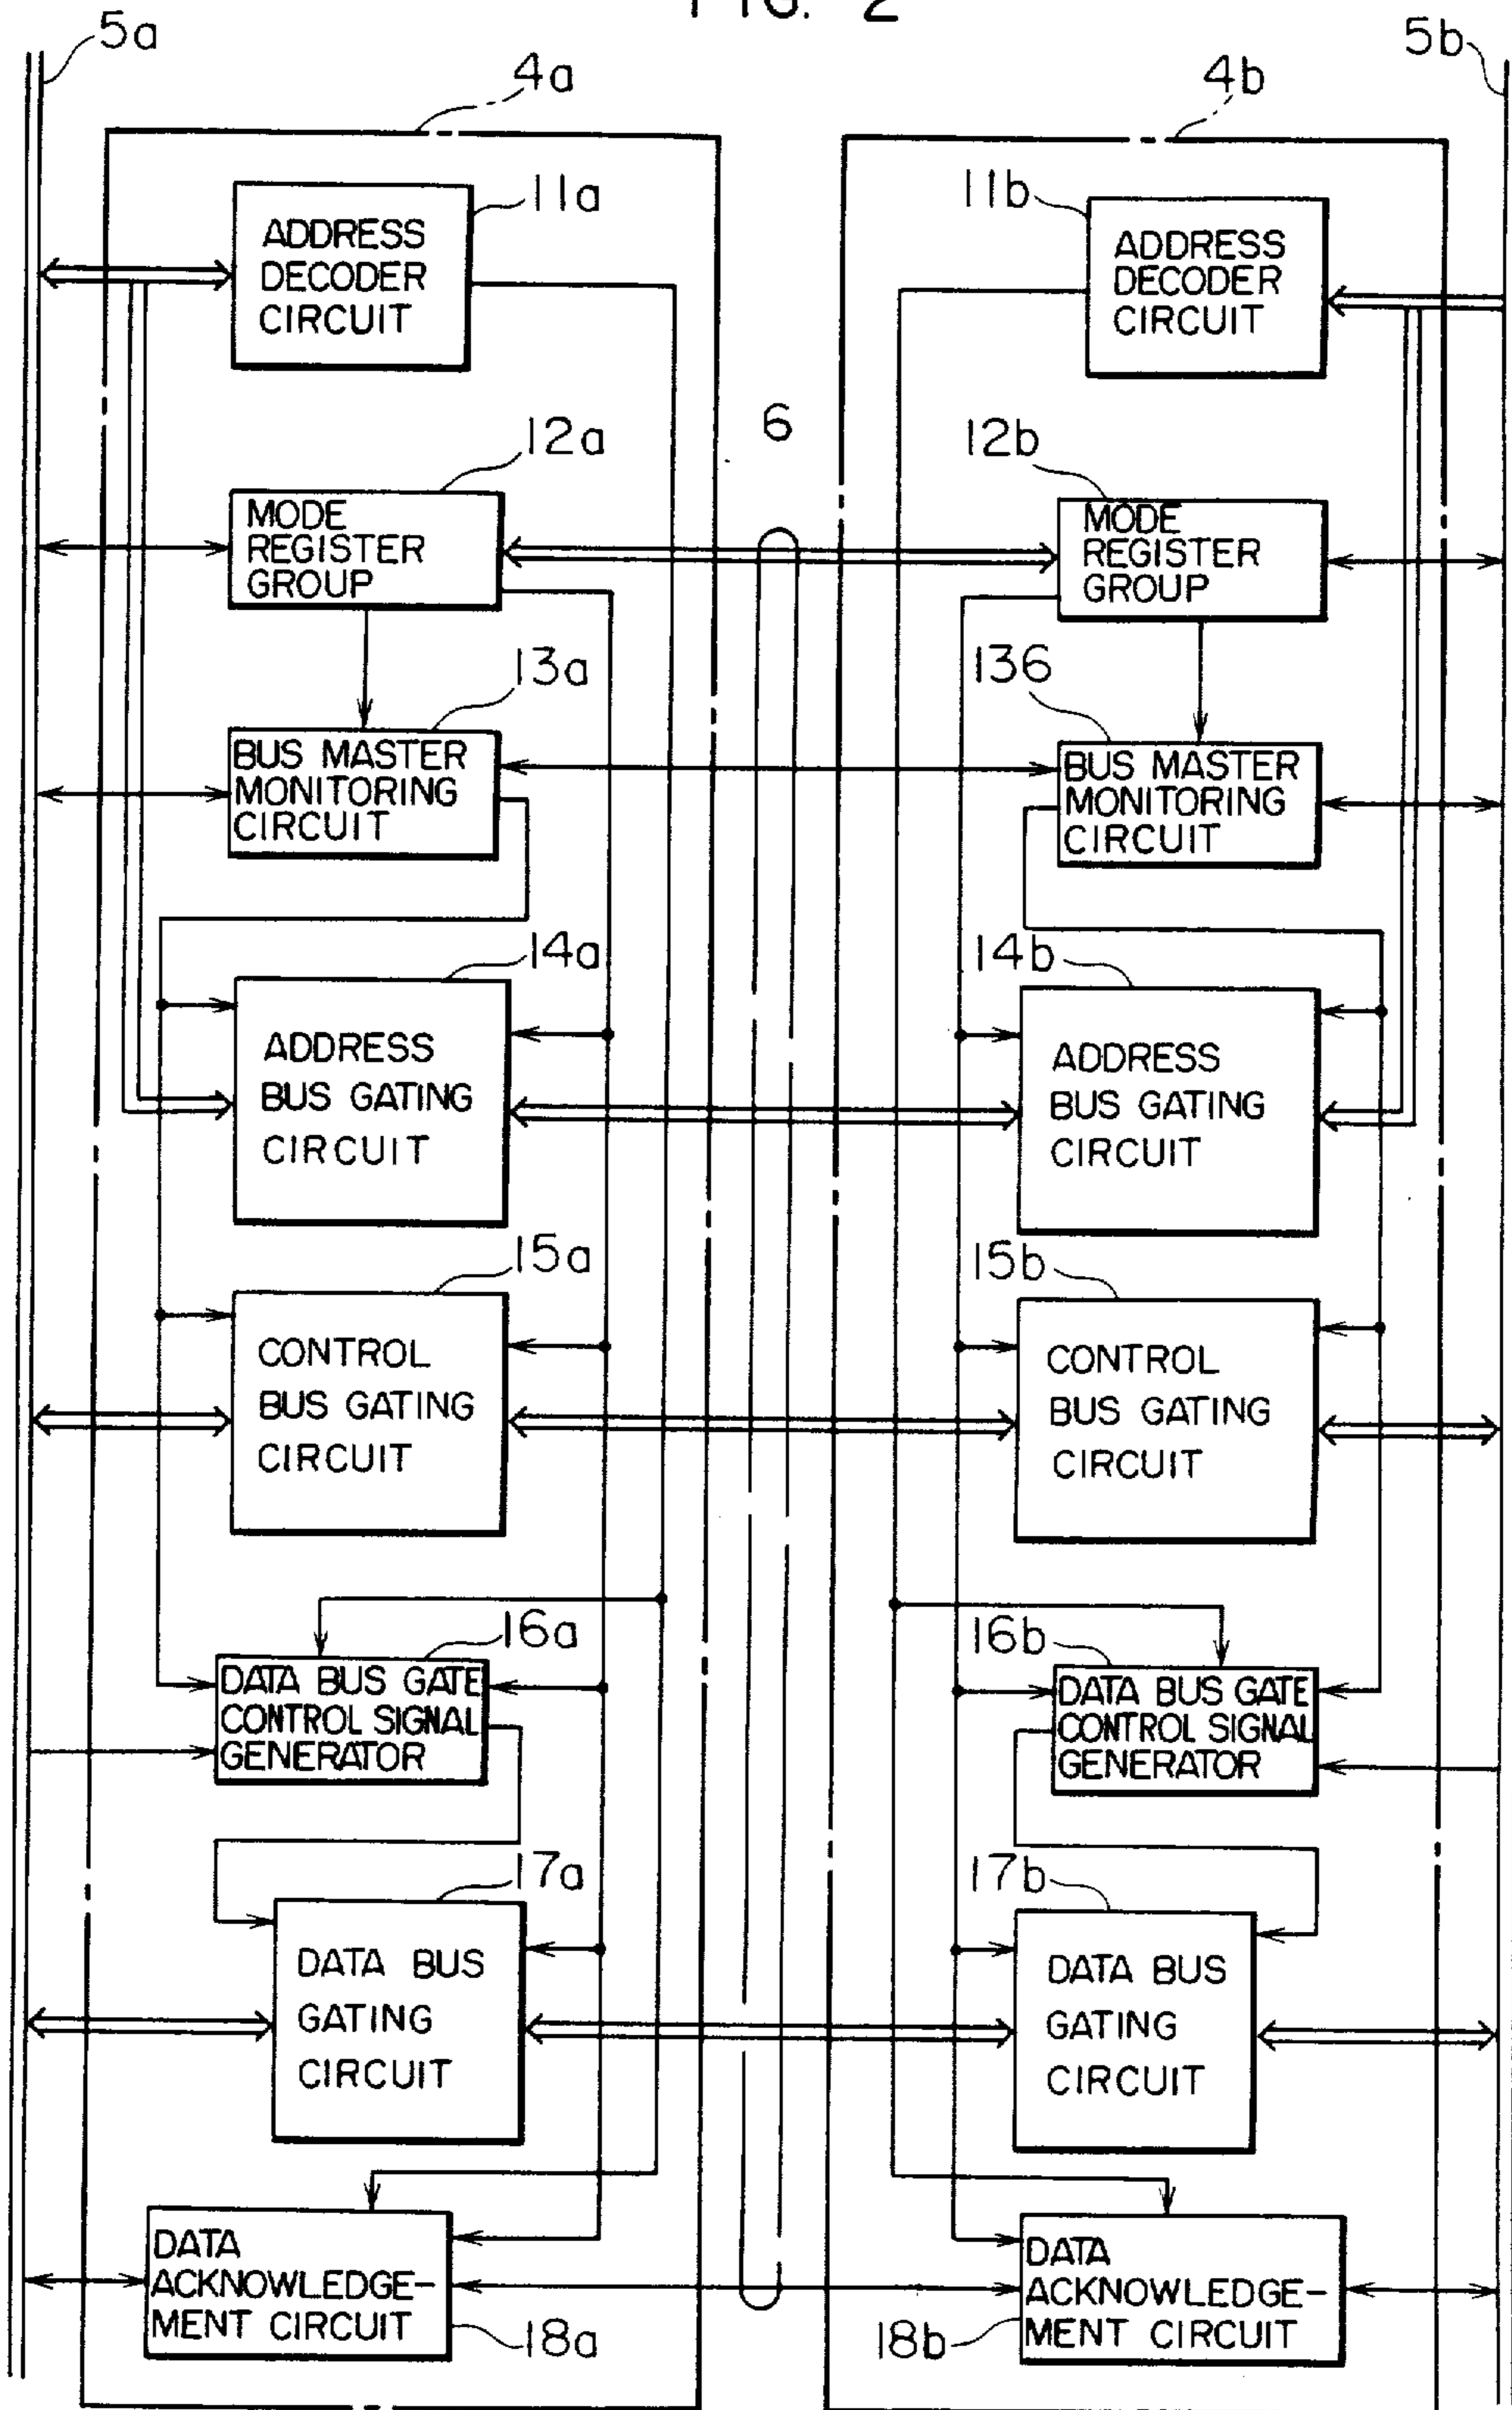 FIG. 2
5a
5b
4a
4b
11a
11b
ADDRESS
DECODER
CIRCUIT
ADDRESS
DECODER
CIRCUIT
6
12a
12b
MODE
REGISTER
GROUP
MODE
REGISTER
GROUP
13a
136
BUS MASTER
MONITORING
CIRCUIT
BUS MASTER
MONITORING
CIRCUIT
14a
14b
ADDRESS
BUS GATING
CIRCUIT
ADDRESS
BUS GATING
CIRCUIT
15a
15b
CONTROL
BUS GATING
CIRCUIT
CONTROL
BUS GATING
CIRCUIT
16a
16b
DATA BUS GATE
CONTROL SIGNAL
GENERATOR
DATA BUS GATE
CONTROL SIGNAL
GENERATOR
17a
17b
DATA BUS
GATING
CIRCUIT
DATA BUS
GATING
CIRCUIT
DATA
ACKNOWLEDGE-
MENT CIRCUIT
DATA
ACKNOWLEDGE-
MENT CIRCUIT
18a
18b